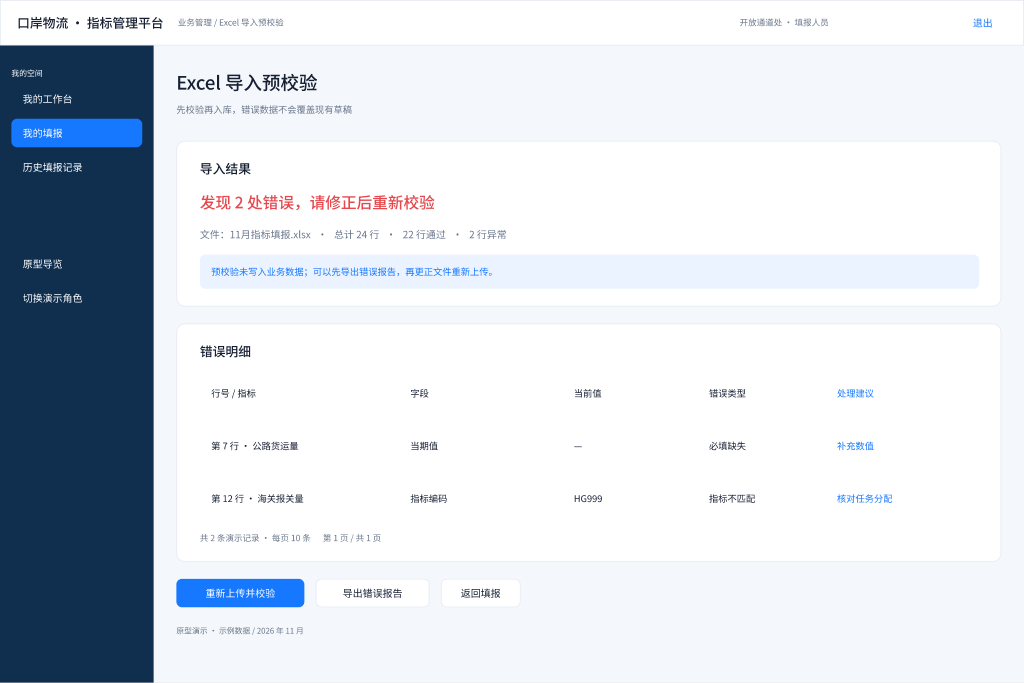 口岸物流 · 指标管理平台 业务管理 / Excel 导入预校验 开放通道处 · 填报人员 退出
我的空间
我的工作台
我的填报
历史填报记录
原型导览
切换演示角色
Excel 导入预校验
先校验再入库，错误数据不会覆盖现有草稿
导入结果
发现 2 处错误，请修正后重新校验
文件：11月指标填报.xlsx · 总计 24 行 · 22 行通过 · 2 行异常
预校验未写入业务数据；可以先导出错误报告，再更正文件重新上传。
错误明细
行号 / 指标 字段 当前值 错误类型 处理建议
第 7 行 · 公路货运量 当期值 — 必填缺失 补充数值
第 12 行 · 海关报关量 指标编码 HG999 指标不匹配 核对任务分配
共 2 条演示记录 · 每页 10 条 第 1 页 / 共 1 页
重新上传并校验 导出错误报告 返回填报
原型演示 · 示例数据 / 2026 年 11 月